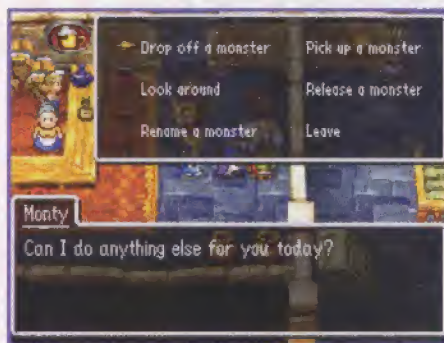 Drop off a monster Pick up a monster
Look around Release a monster
Rename a monster Leave
Monty
Can I do anything else for you today?